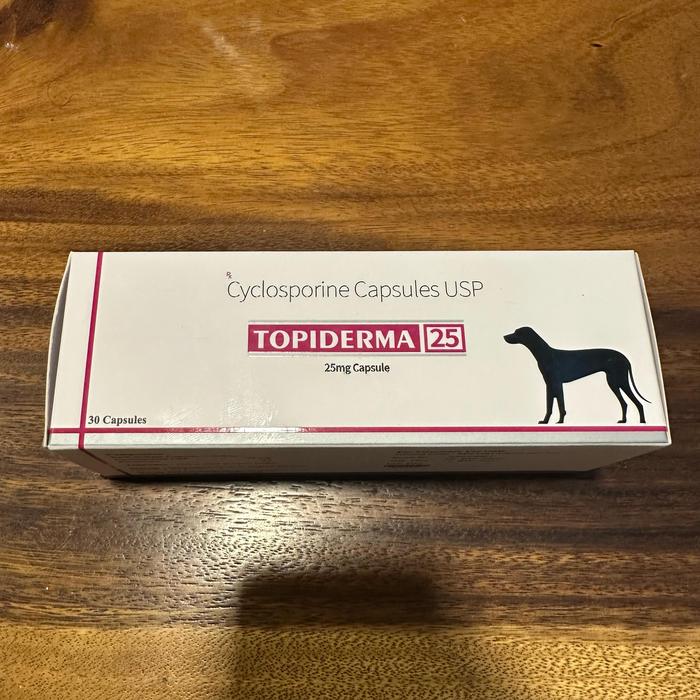 ℞
Cyclosporine Capsules USP
TOPIDERMA 25
25mg Capsule
30 Capsules